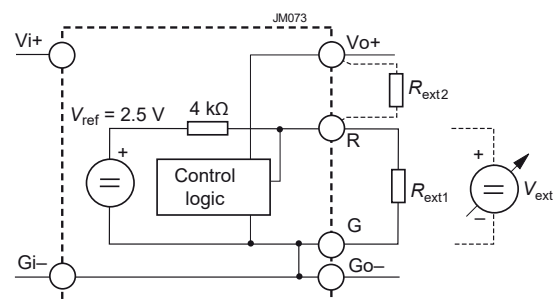 JM073
Vi+
Vo+
Rext2
Vref = 2.5 V
4 kΩ
R
+
+
Control
logic
Rext1
Vext
–
G
Gi–
Go–